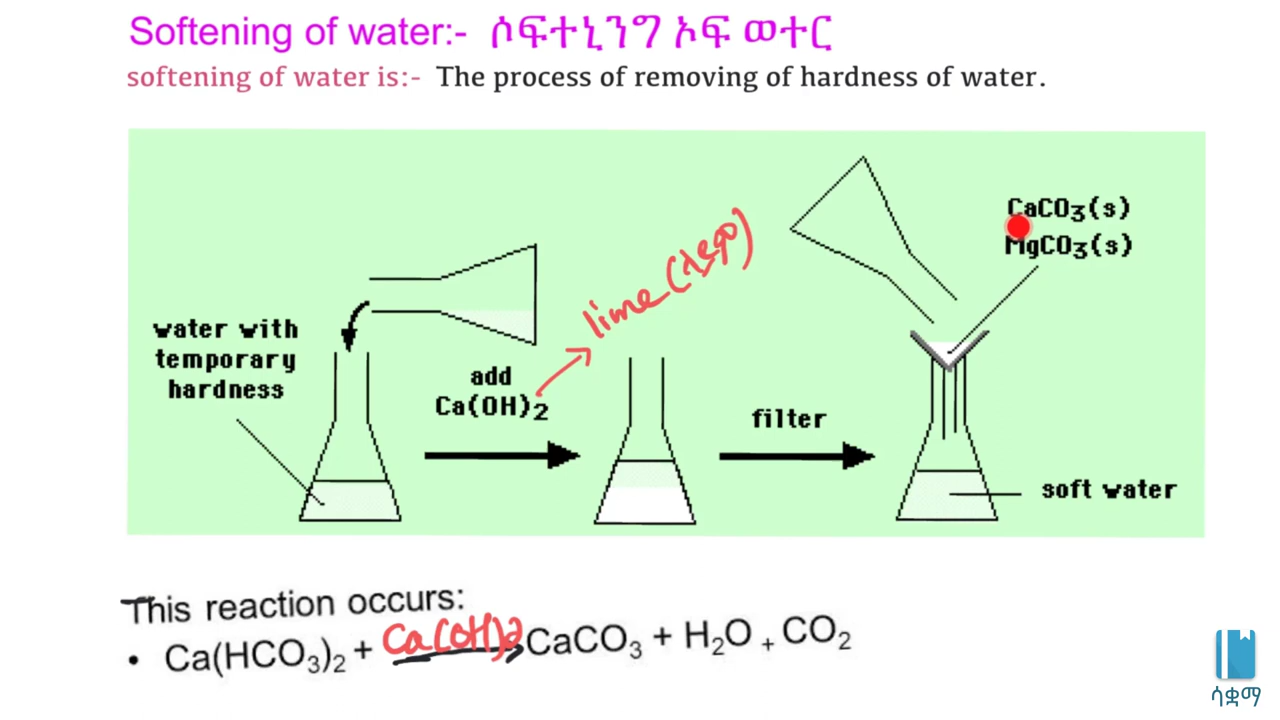 Softening of water:- ሶፍተኒንግ ኦፍ ወተር
softening of water is:- The process of removing of hardness of water.
CaCO3(s)
MgCO3(s)
lime
water with
temporary
hardness
add
Ca(OH)2
filter
soft water
This reaction occurs:
• Ca(HCO3)2 + Ca(OH)2 CaCO3 + H2O + CO2
ሳቋማ